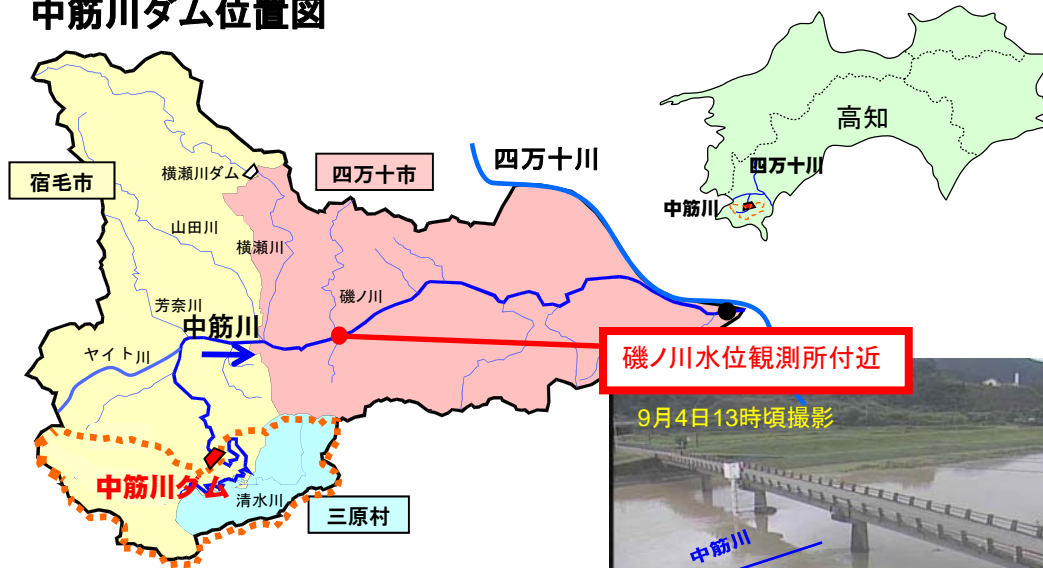 中筋川ダム位置図
高知
四万十川
中筋川
四万十川
宿毛市
横瀬川ダム
四万十市
山田川
横瀬川
芳奈川
磯ノ川
中筋川
ヤイト川
磯ノ川水位観測所付近
9月4日13時頃撮影
中筋川ダム
清水川
三原村
中筋川